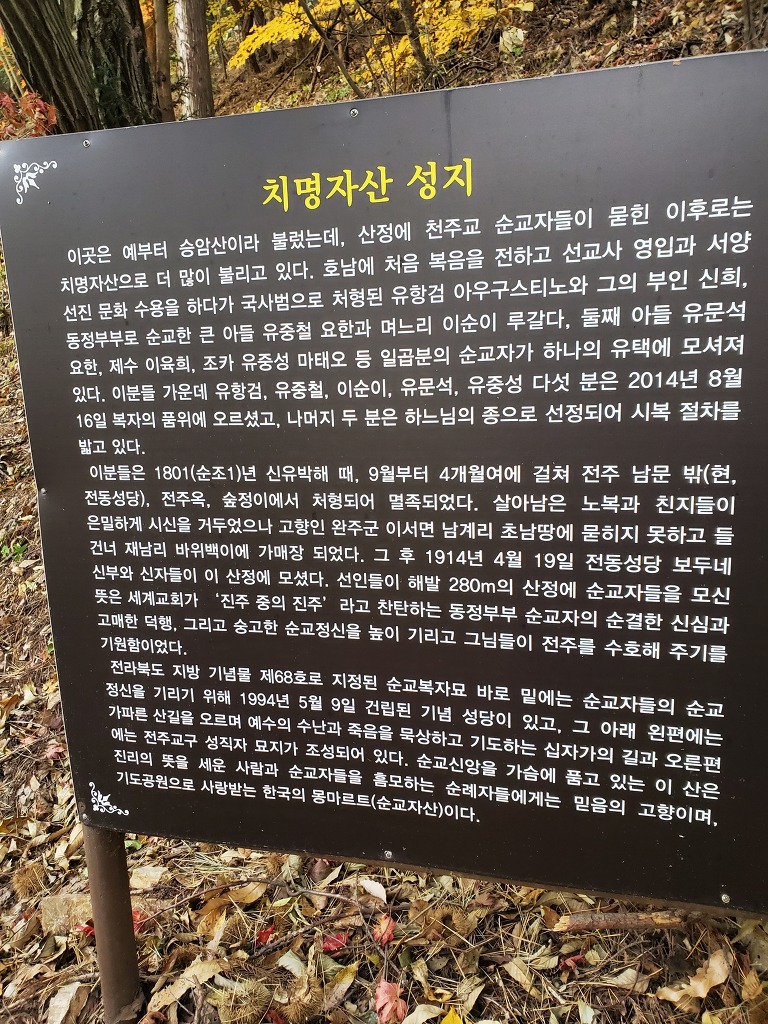 치명자산 성지
이곳은 예부터 승암산이라 불렀는데, 산정에 천주교 순교자들이 묻힌 이후로는
치명자산으로 더 많이 불리고 있다. 호남에 처음 복음을 전하고 선교사 영입과 서양
선진 문화 수용을 하다가 국사범으로 처형된 유항검 아우구스티노와 그의 부인 신희,
동정부부로 순교한 큰 아들 유중철 요한과 며느리 이순이 루갈다, 둘째 아들 유문석
요한, 제수 이육희, 조카 유중성 마태오 등 일곱분의 순교자가 하나의 유택에 모셔져
있다. 이분들 가운데 유항검, 유중철, 이순이, 유문석, 유중성 다섯 분은 2014년 8월
16일 복자의 품위에 오르셨고, 나머지 두 분은 하느님의 종으로 선정되어 시복 절차를
밟고 있다.
이분들은 1801(순조1)년 신유박해 때, 9월부터 4개월여에 걸쳐 전주 남문 밖(현,
전동성당), 전주옥, 숲정이에서 처형되어 멸족되었다. 살아남은 노복과 친지들이
은밀하게 시신을 거두었으나 고향인 완주군 이서면 남계리 초남땅에 묻히지 못하고 들
건너 재남리 바위백이에 가매장 되었다. 그 후 1914년 4월 19일 전동성당 보두네
신부와 신자들이 이 산정에 모셨다. 선인들이 해발 280m의 산정에 순교자들을 모신
뜻은 세계교회가 ‘진주 중의 진주’라고 찬탄하는 동정부부 순교자의 순결한 신심과
고매한 덕행, 그리고 숭고한 순교정신을 높이 기리고 그님들이 전주를 수호해 주기를
기원함이었다.
전라북도 지방 기념물 제68호로 지정된 순교복자묘 바로 밑에는 순교자들의 순교
정신을 기리기 위해 1994년 5월 9일 건립된 기념 성당이 있고, 그 아래 왼편에는
가파른 산길을 오르며 예수의 수난과 죽음을 묵상하고 기도하는 십자가의 길과 오른편
에는 전주교구 성직자 묘지가 조성되어 있다. 순교신앙을 가슴에 품고 있는 이 산은
진리의 뜻을 세운 사람과 순교자들을 흠모하는 순례자들에게는 믿음의 고향이며,
기도공원으로 사랑받는 한국의 몽마르트(순교자산)이다.